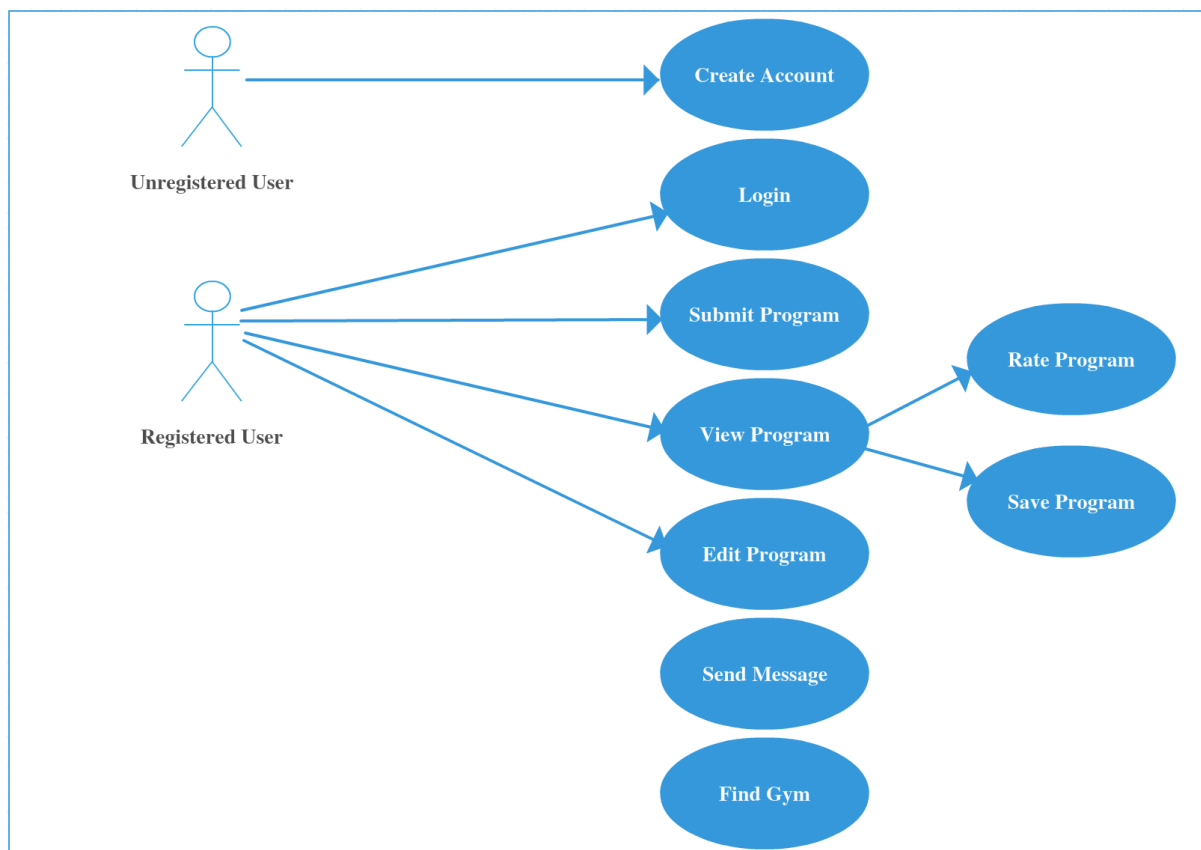 Create Account
Unregistered User
Login
Submit Program
Rate Program
Registered User
View Program
Save Program
Edit Program
Send Message
Find Gym